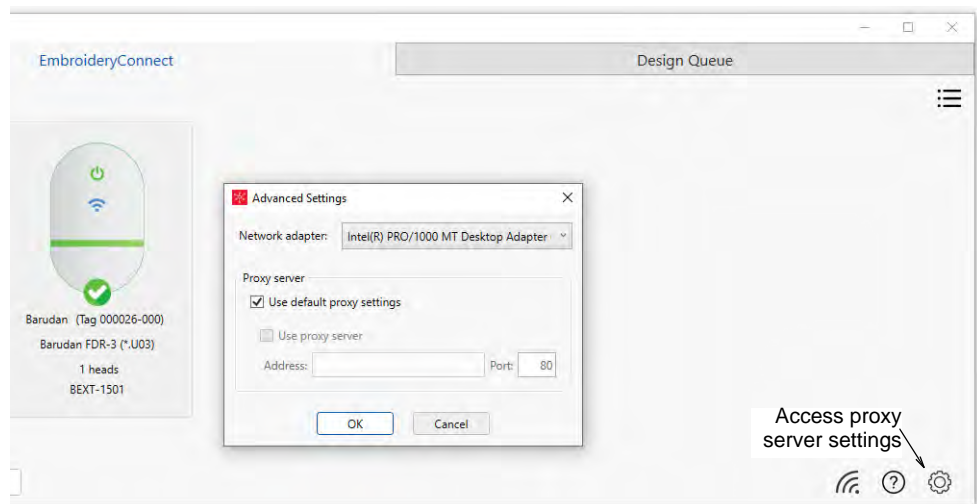 EmbroideryConnect
Design Queue
Advanced Settings
Network adapter: Intel(R) PRO/1000 MT Desktop Adapter
Proxy server
Use default proxy settings
Use proxy server
Address: Port: 80
OK Cancel
Barudan (Tag 000026-000)
Barudan FDR-3 (*.U03)
1 heads
BEXT-1501
Access proxy
server settings